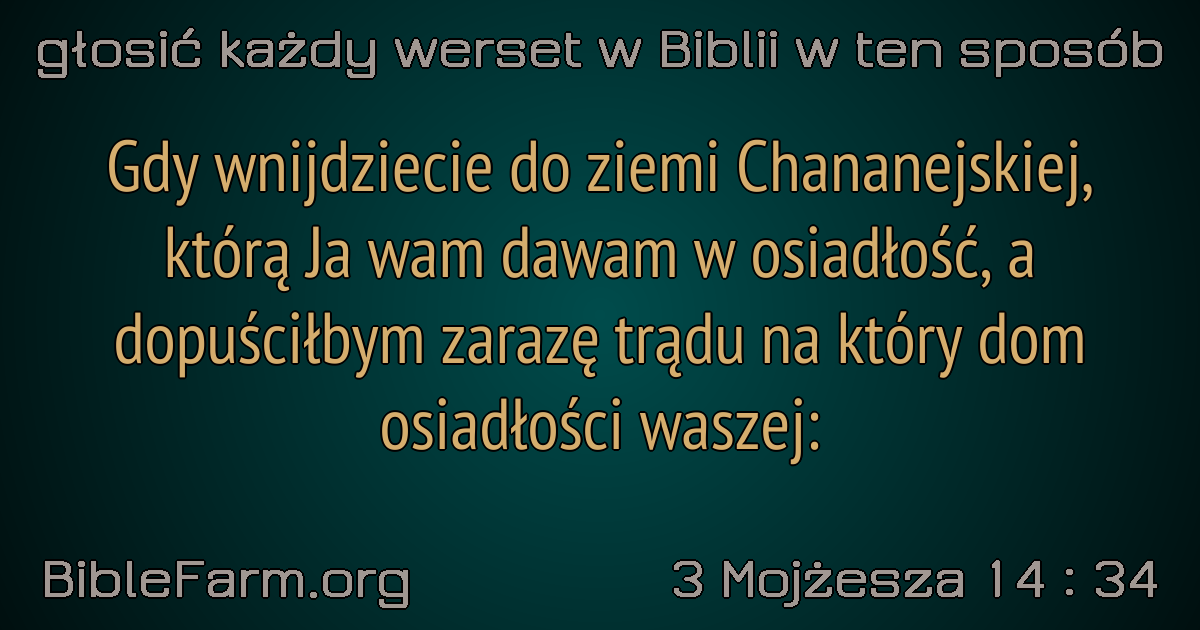 głosić każdy werset w Biblii w ten sposób
Gdy wnijdziecie do ziemi Chananejskiej,
którą Ja wam dawam w osiadłość, a
dopuściłbym zarazę trądu na który dom
osiadłości waszej:
BibleFarm.org
3 Mojżesza 14 : 34